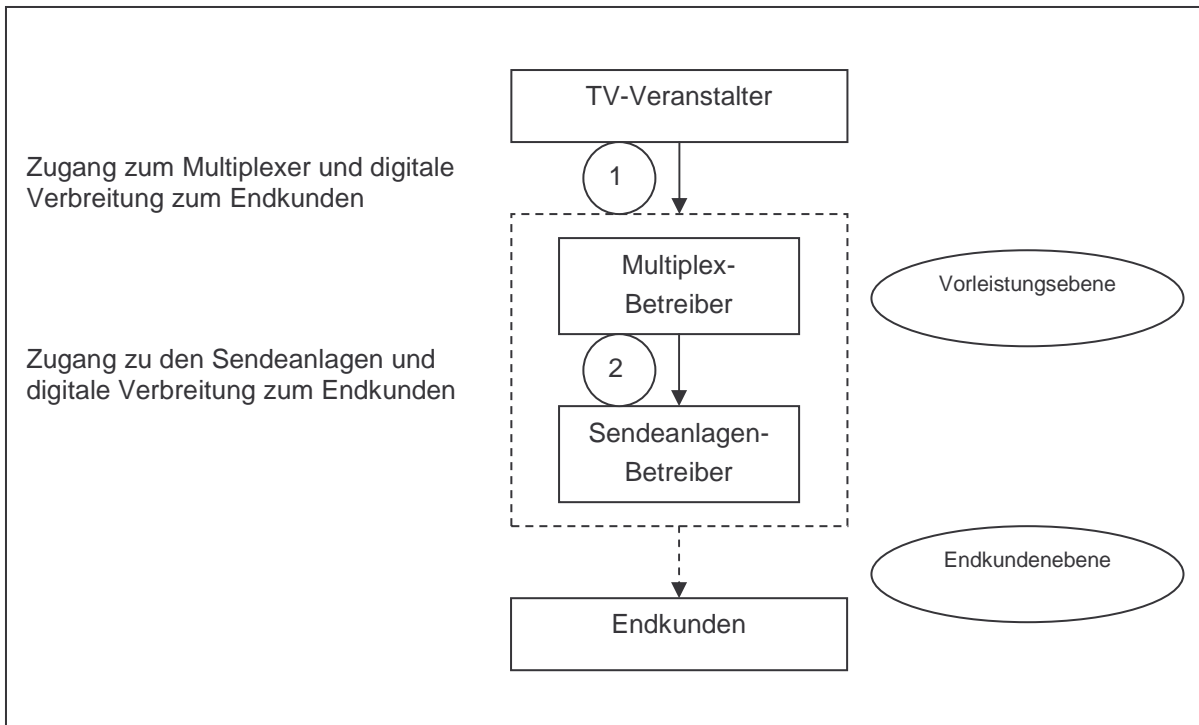 TV-Veranstalter
Zugang zum Multiplexer und digitale
Verbreitung zum Endkunden
1
Multiplex-
Betreiber
Vorleistungsebene
Zugang zu den Sendeanlagen und
digitale Verbreitung zum Endkunden
2
Sendeanlagen-
Betreiber
Endkundenebene
Endkunden